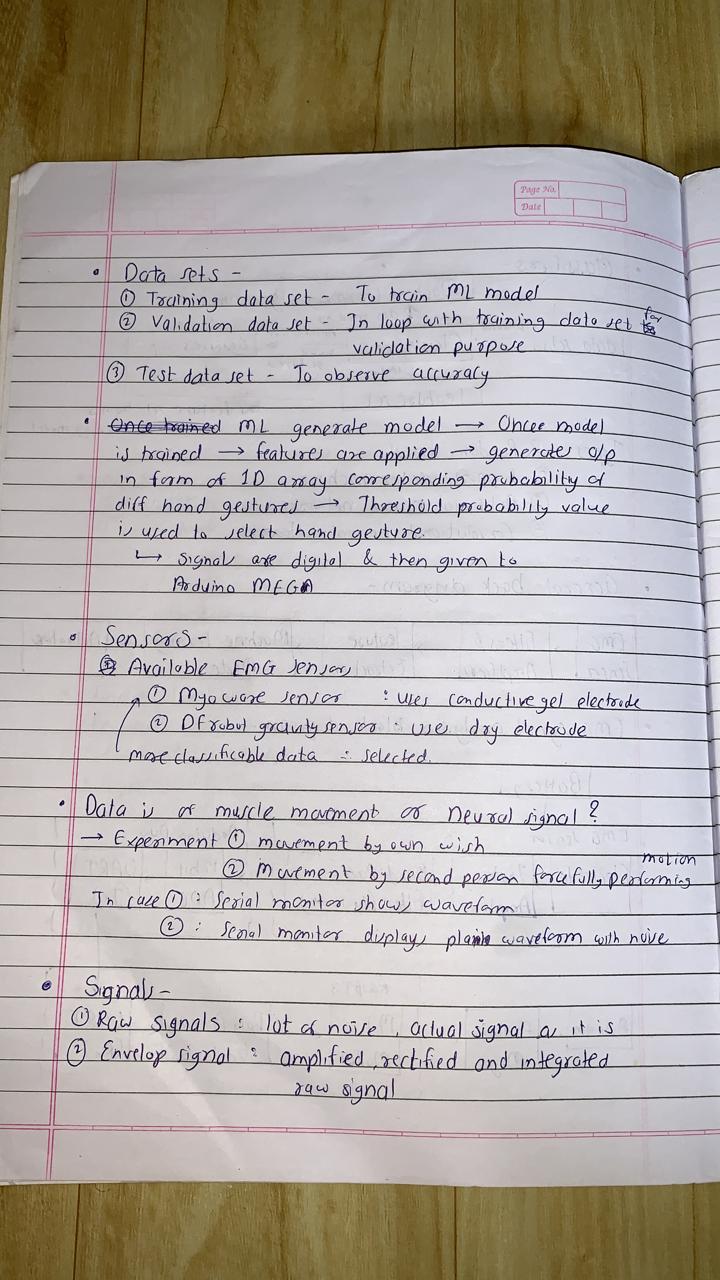 Page No.
Date
• Data sets -
① Training data set - To train ML model
② Validation data set - In loop with training data set for
validation purpose
③ Test data set - To observe accuracy
• Once trained ML generate model → Oncee model
is trained → features are applied → generates o/p
in form of 1D array corresponding probability of
diff hand gestures → Threshold probability value
is used to select hand gesture.
↳ signals are digital & then given to
Arduino MEGA
• Sensors -
Available EMG sensors
① Myoware sensor : uses conductive gel electrode
② DFrobot gravity sensor : uses dry electrode
more classificable data ∴ selected.
• Data is of muscle movement or neural signal ?
→ Experiment ① movement by own wish
② Movement by second person forcefully performing motion
In case ① : Serial monitor shows waveform
② : Serial monitor displays plain waveform with noise
• Signals -
① Raw signals : lot of noise, actual signal as it is
② Envelop signal : amplified, rectified and integrated
raw signal